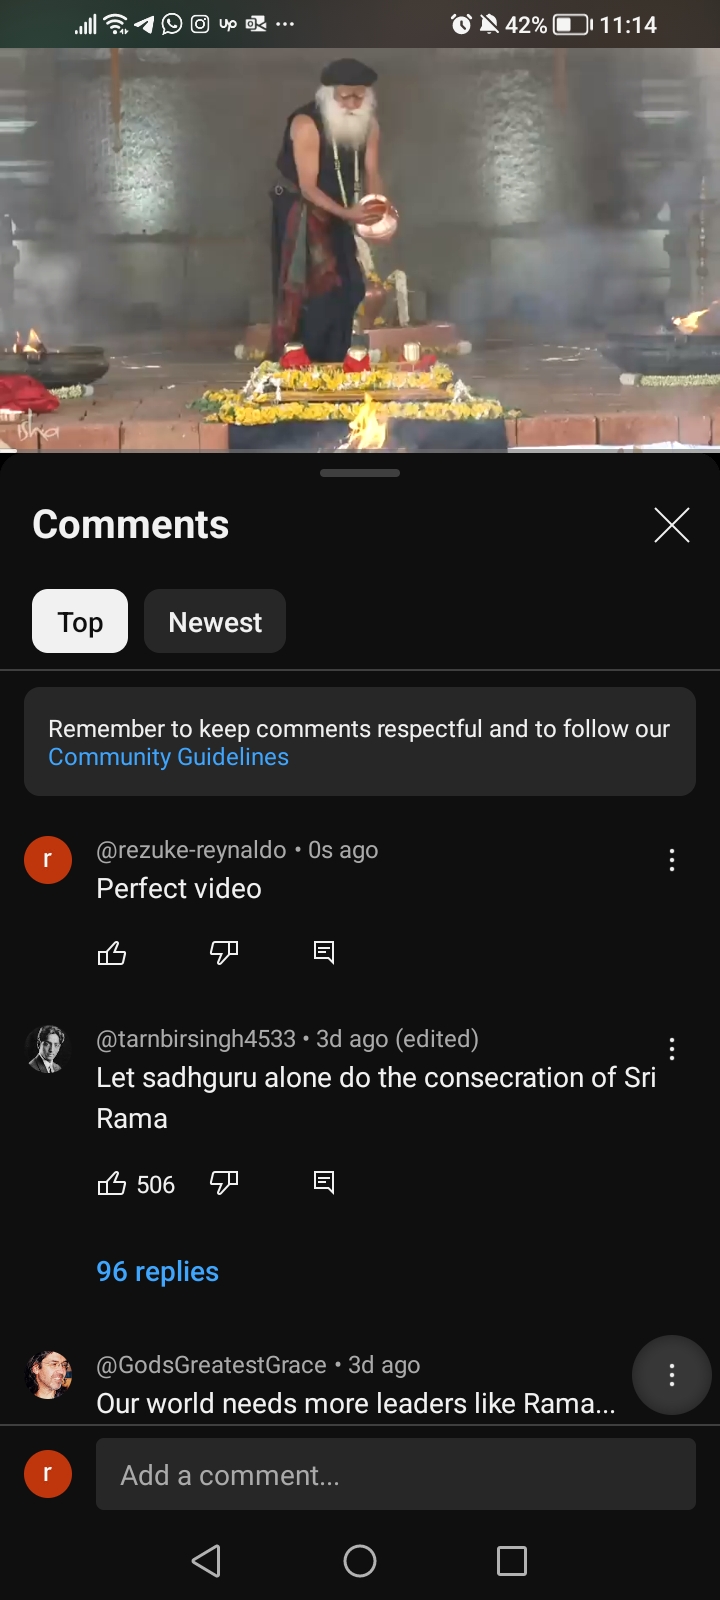 up
42% 11:14
isha
Comments
Top Newest
Remember to keep comments respectful and to follow our
Community Guidelines
r @rezuke-reynaldo • 0s ago
Perfect video
@tarnbirsingh4533 • 3d ago (edited)
Let sadhguru alone do the consecration of Sri
Rama
506
96 replies
@GodsGreatestGrace • 3d ago
Our world needs more leaders like Rama...
r Add a comment...